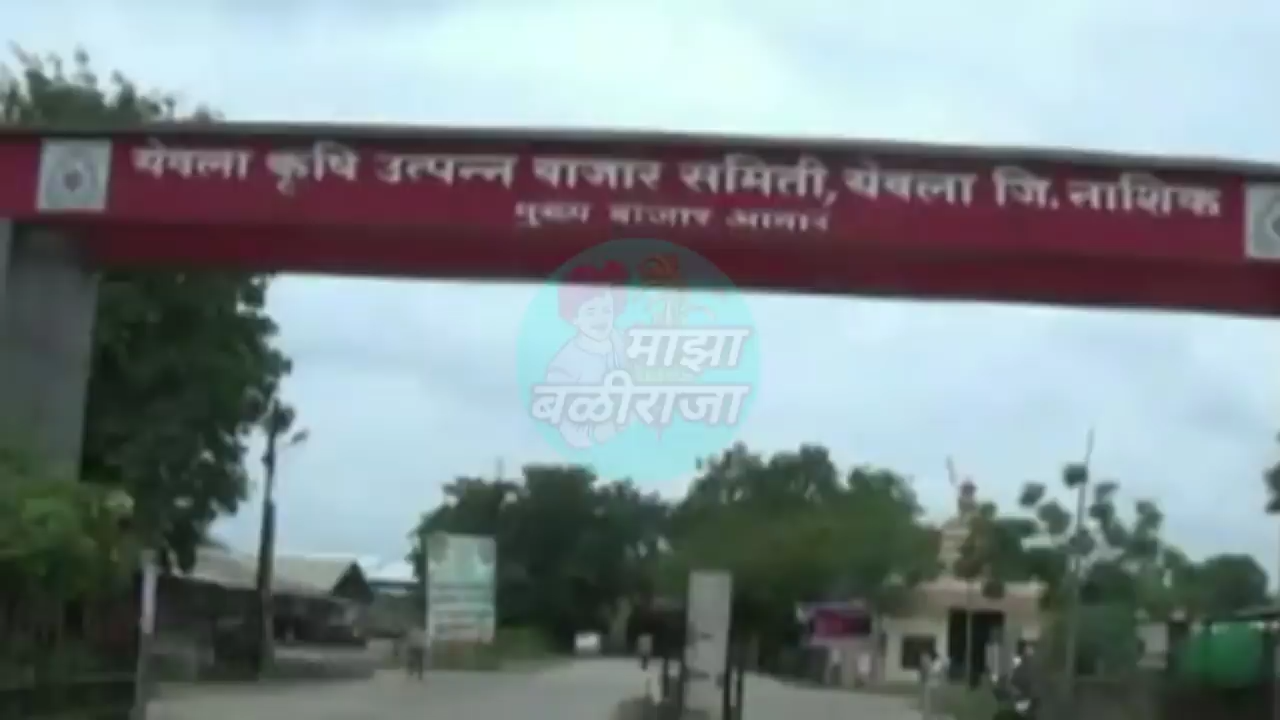 येवला कृषि उत्पन्न बाजार समिती, येवला जि. नाशिक
मुख्य बाजार आवार
माझा
बळीराजा